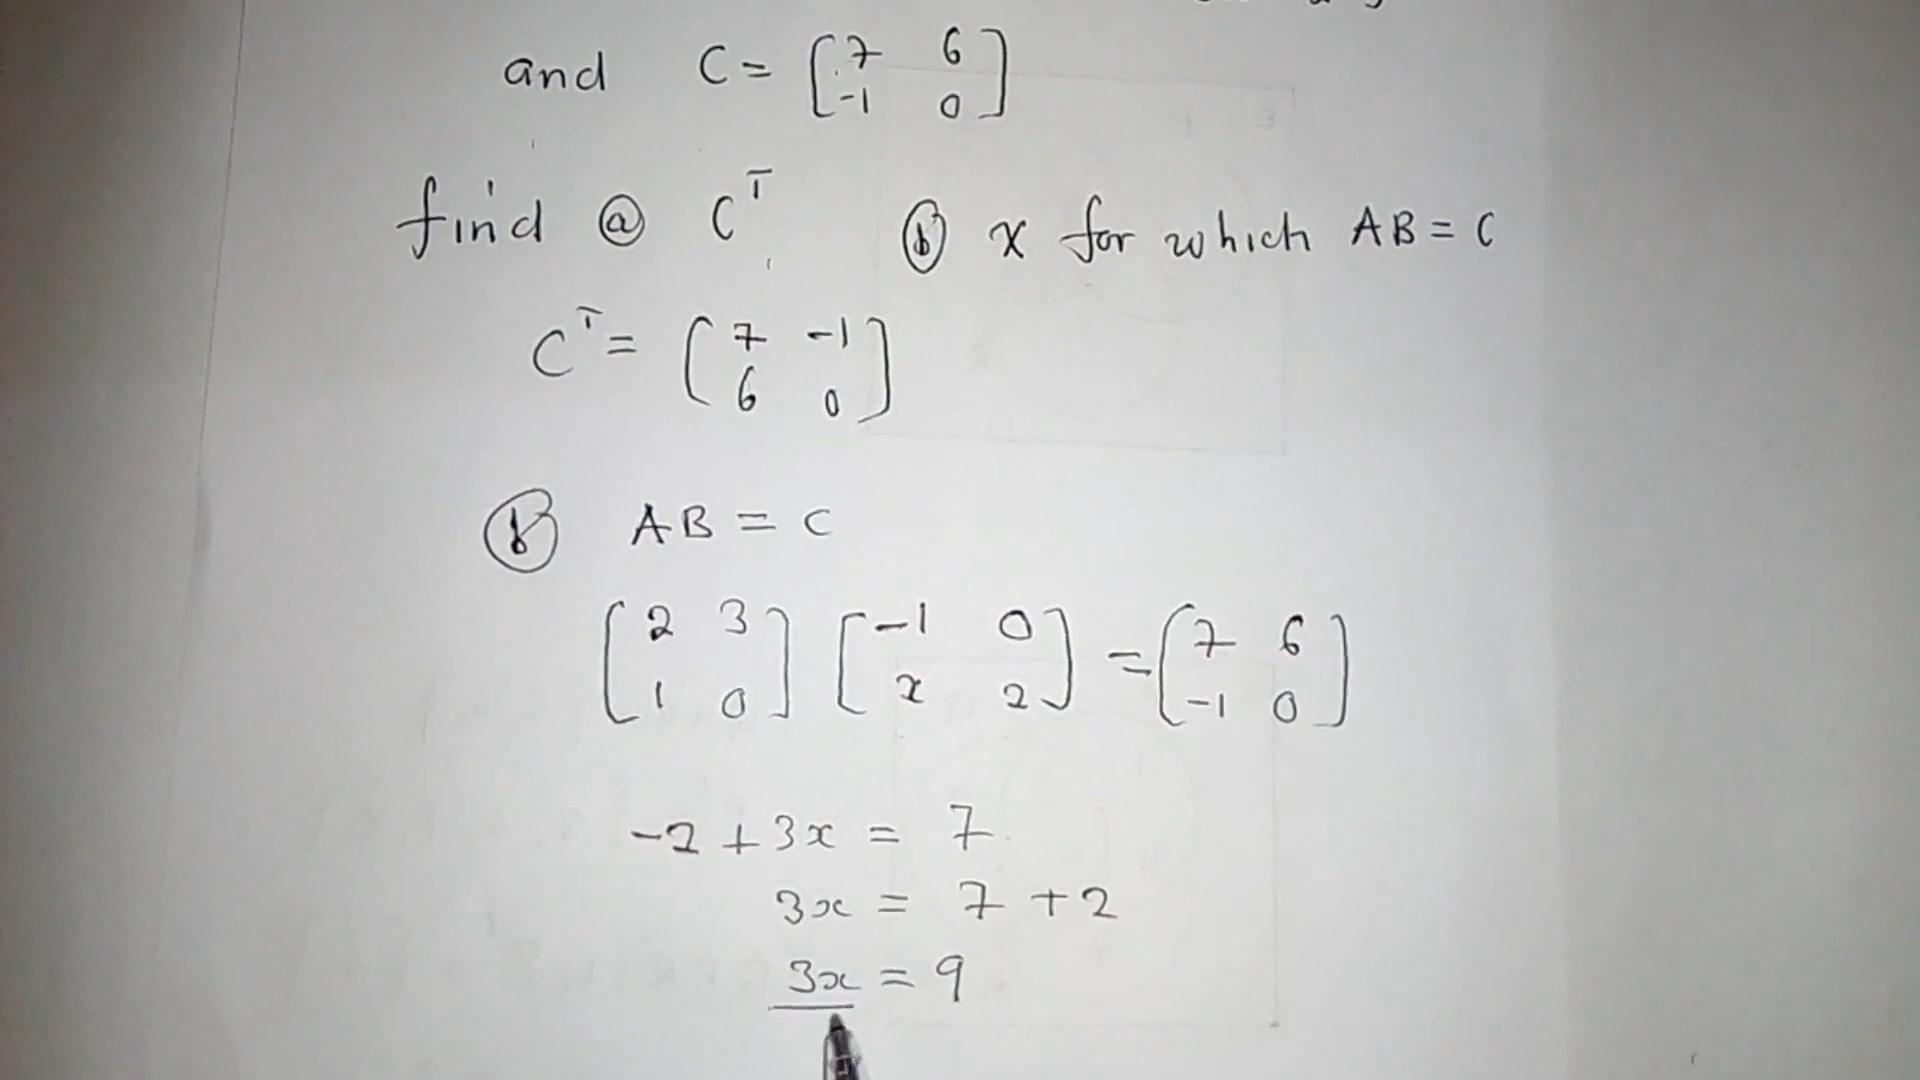 and C = [7 6
-1 0]
find (a) C^T (b) x for which AB = C
C^T = [7 -1
6 0]
(b) AB = C
[2 3 [-1 0 = [7 6
1 0] x 2] -1 0]
-2 + 3x = 7
3x = 7 + 2
3x = 9